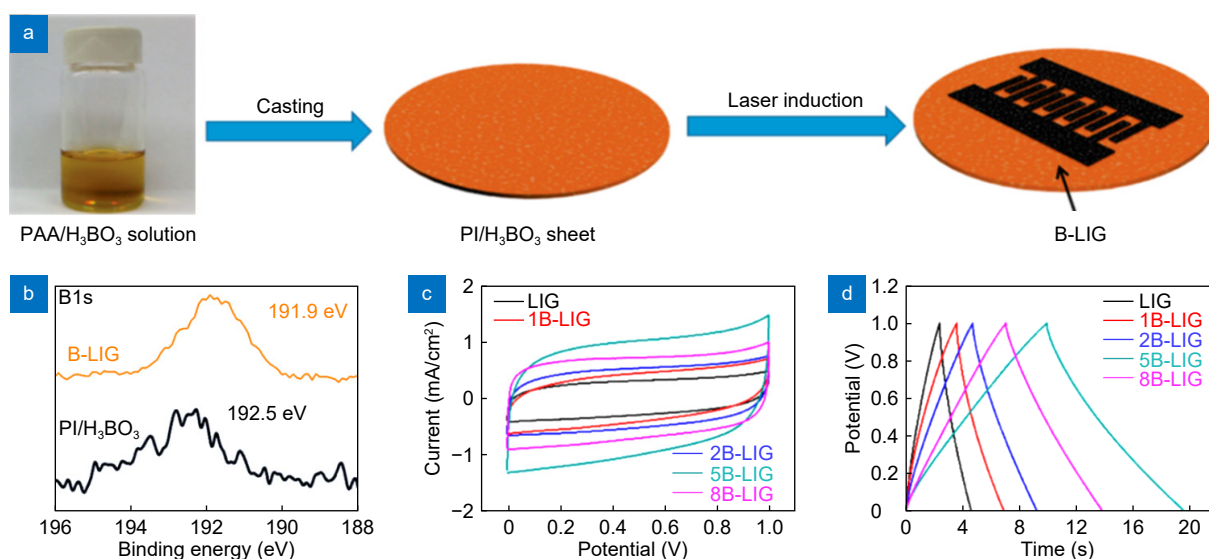 a
Casting
Laser induction
PAA/H₃BO₃ solution
PI/H₃BO₃ sheet
B-LIG
b
B1s
191.9 eV
B-LIG
192.5 eV
PI/H₃BO₃
196
194
192
190
188
Binding energy (eV)
c
2
1
0
−1
−2
Current (mA/cm²)
LIG
1B-LIG
2B-LIG
5B-LIG
8B-LIG
0
0.2
0.4
0.6
0.8
1.0
Potential (V)
d
1.2
1.0
0.8
0.6
0.4
0.2
0
Potential (V)
LIG
1B-LIG
2B-LIG
5B-LIG
8B-LIG
0
4
8
12
16
20
Time (s)